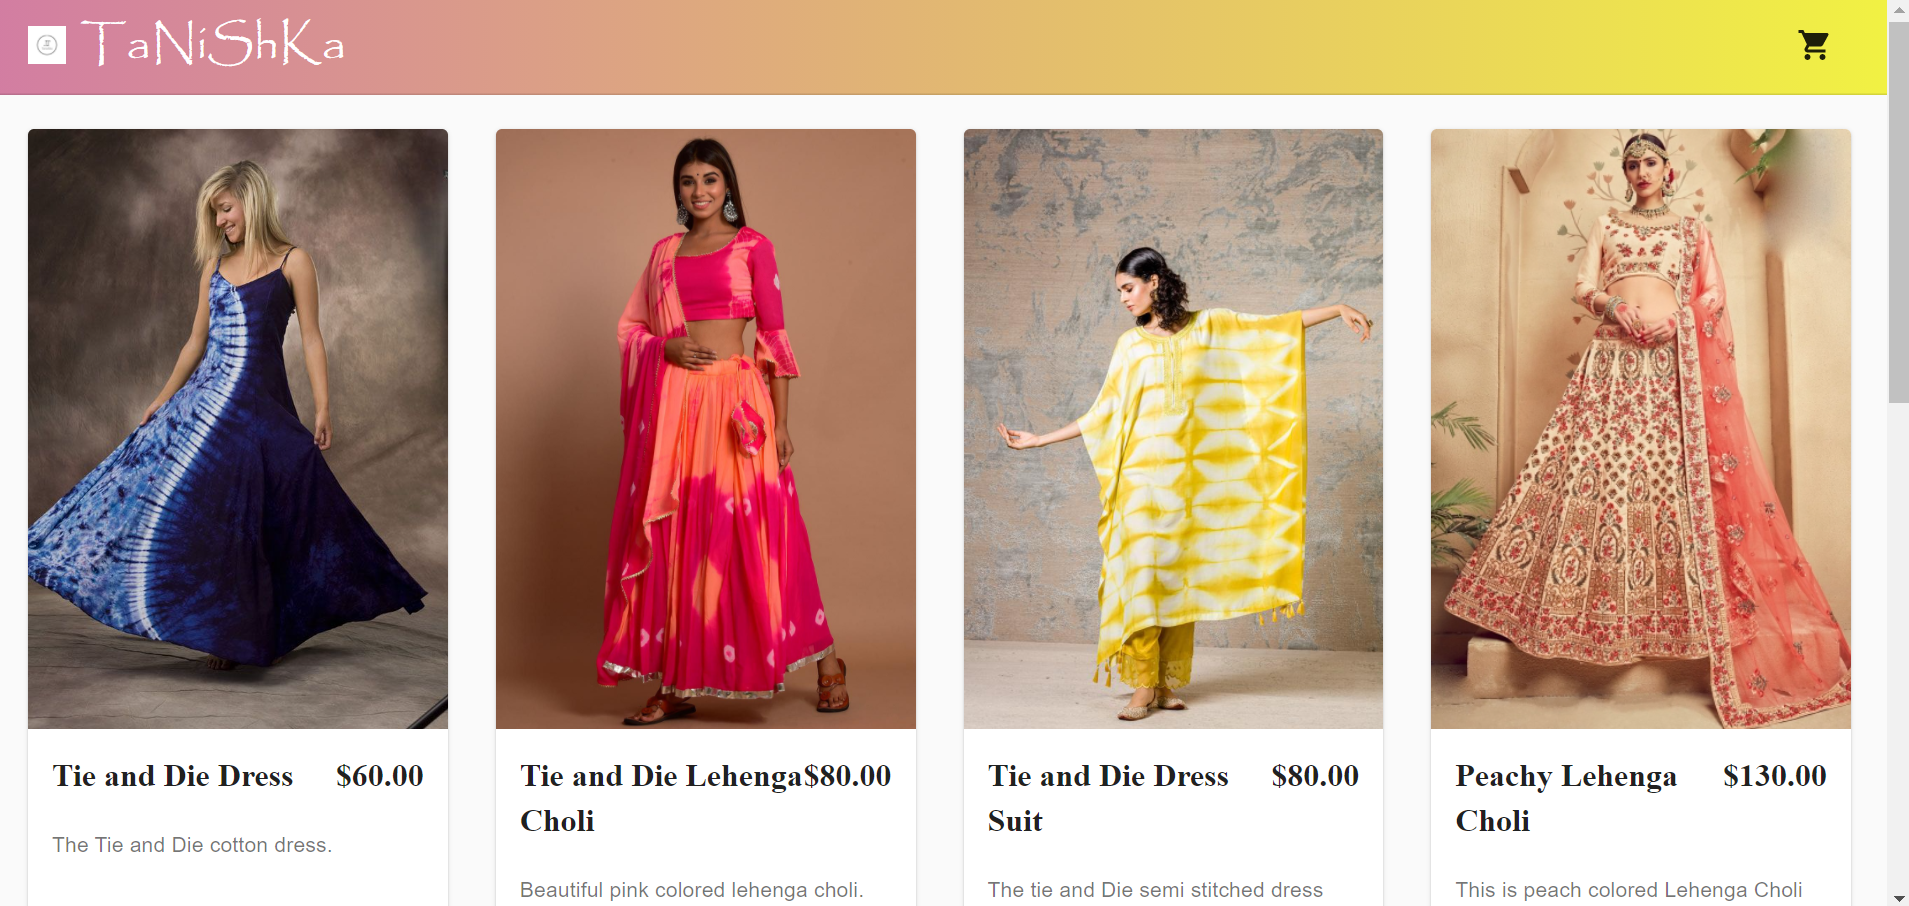 TaNiShKa
Tie and Die Dress $60.00
The Tie and Die cotton dress.
Tie and Die Lehenga $80.00
Choli
Beautiful pink colored lehenga choli.
Tie and Die Dress $80.00
Suit
The tie and Die semi stitched dress
Peachy Lehenga $130.00
Choli
This is peach colored Lehenga Choli